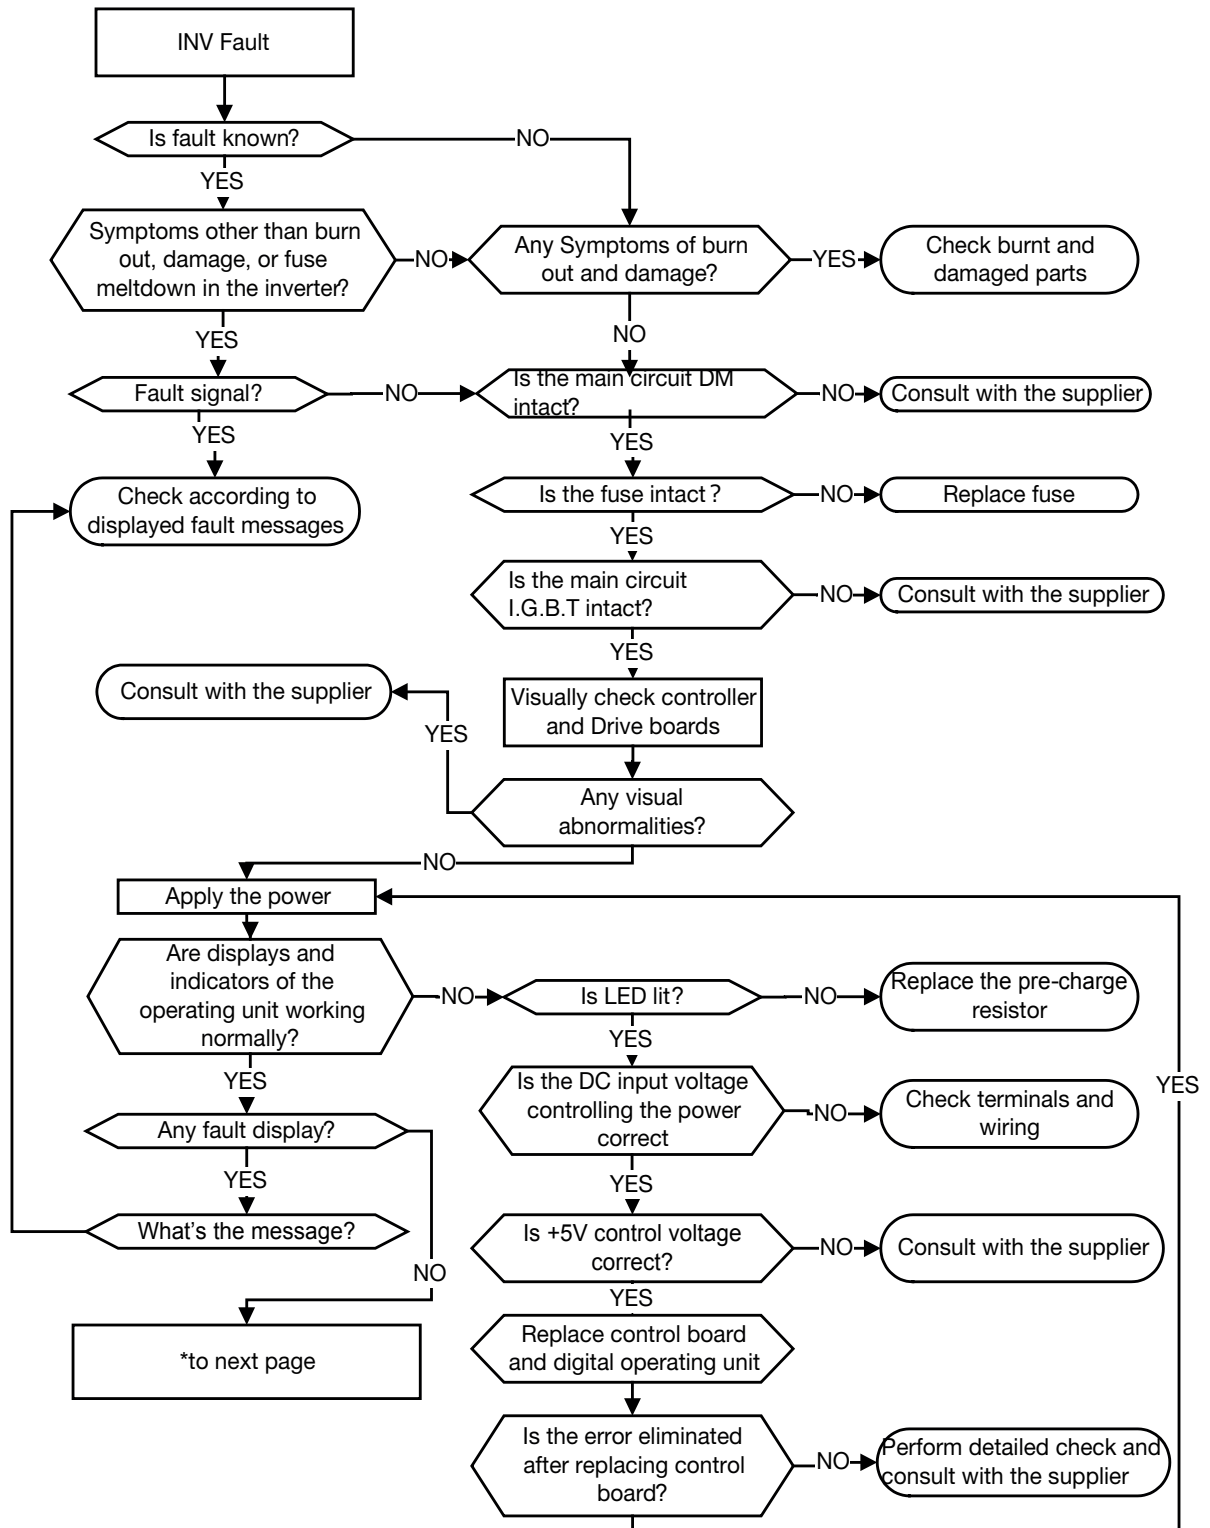 INV Fault
Is fault known?
NO
YES
Symptoms other than burn
out, damage, or fuse
meltdown in the inverter?
NO
Any Symptoms of burn
out and damage?
YES
Check burnt and
damaged parts
YES
NO
Fault signal?
NO
Is the main circuit DM
intact?
NO
Consult with the supplier
YES
YES
Check according to
displayed fault messages
Is the fuse intact ?
NO
Replace fuse
YES
Is the main circuit
I.G.B.T intact?
NO
Consult with the supplier
YES
Consult with the supplier
Visually check controller
and Drive boards
YES
Any visual
abnormalities?
NO
Apply the power
Are displays and
indicators of the
operating unit working
normally?
NO
Is LED lit?
NO
Replace the pre-charge
resistor
YES
YES
YES
Is the DC input voltage
controlling the power
correct
NO
Check terminals and
wiring
Any fault display?
YES
YES
What's the message?
Is +5V control voltage
correct?
NO
Consult with the supplier
NO
YES
*to next page
Replace control board
and digital operating unit
Is the error eliminated
after replacing control
board?
NO
Perform detailed check and
consult with the supplier